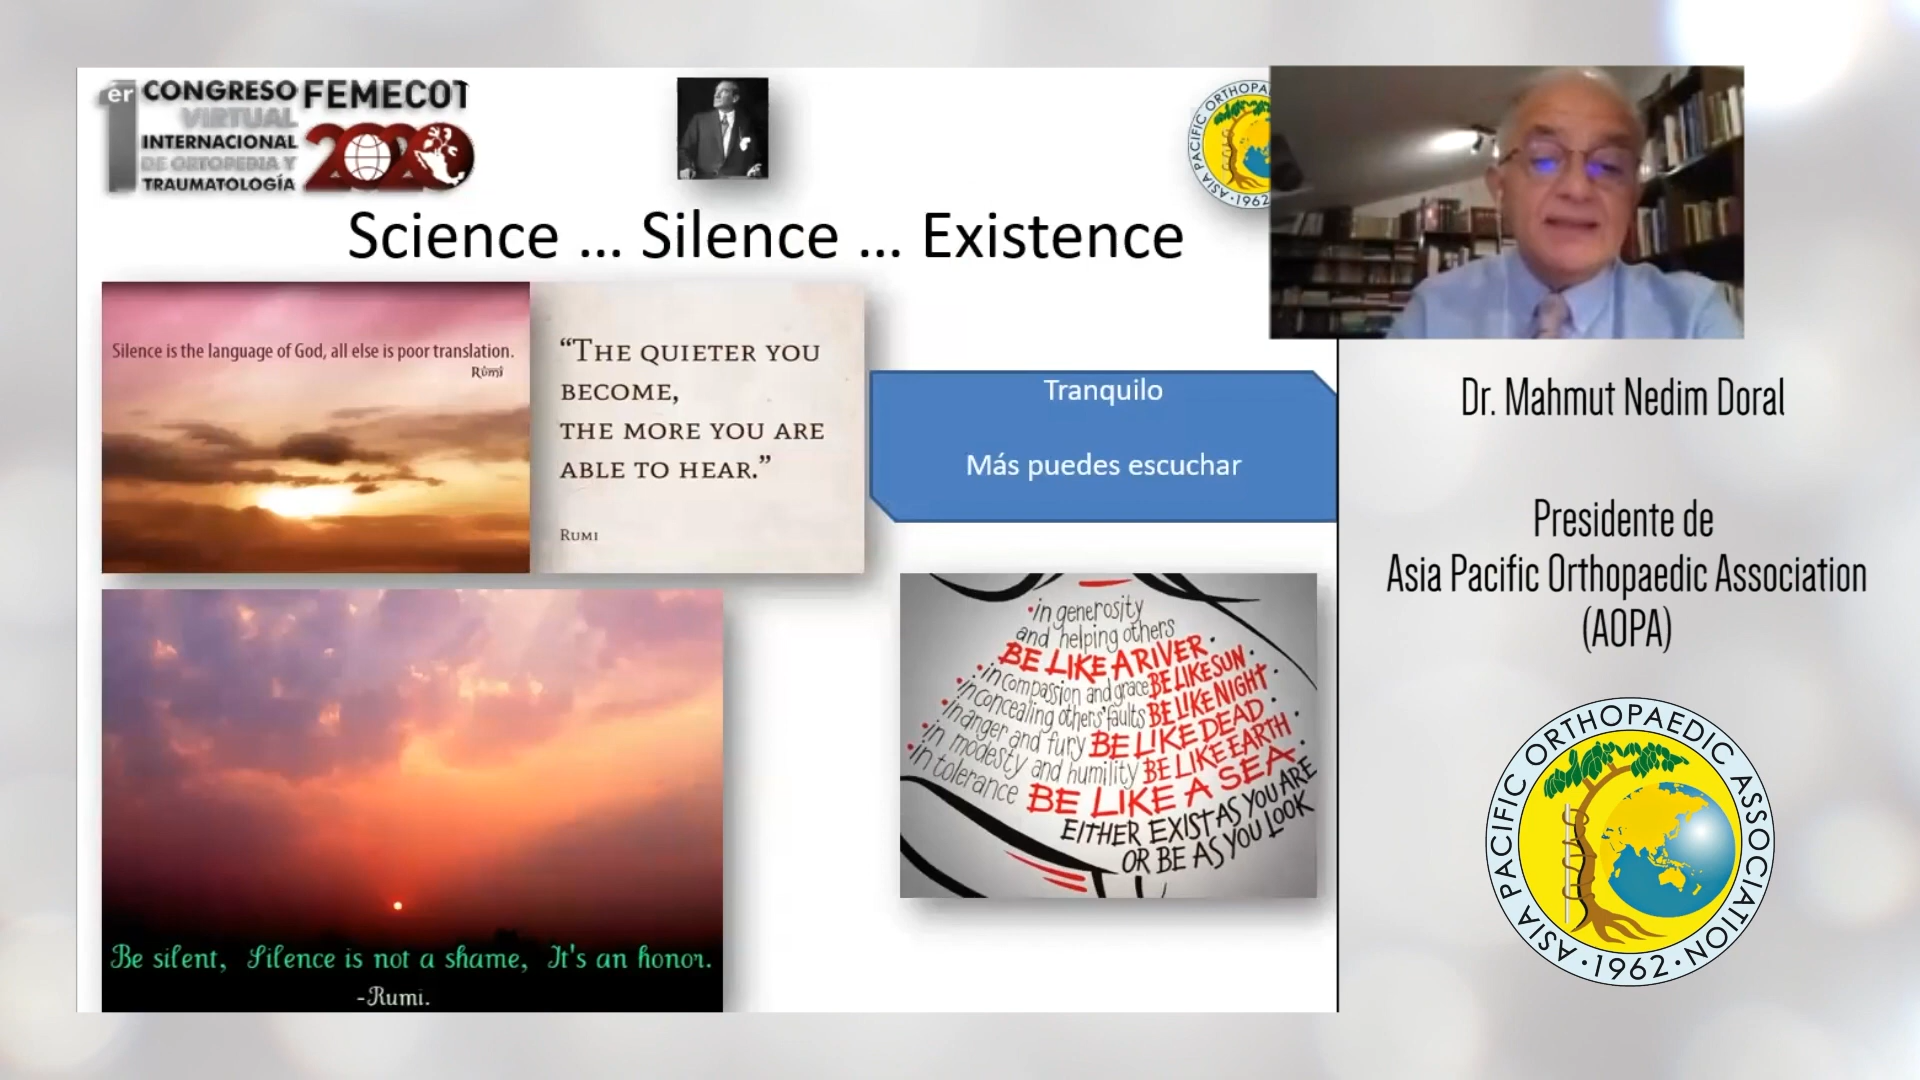 1er CONGRESO FEMECOT
VIRTUAL
INTERNACIONAL
DE ORTOPEDIA Y
TRAUMATOLOGÍA
2020
ASIA PACIFIC ORTHOPA
1962
Science ... Silence ... Existence
Silence is the language of God, all else is poor translation.
Rûmî
“THE QUIETER YOU
BECOME,
THE MORE YOU ARE
ABLE TO HEAR.”
RUMI
Tranquilo
Más puedes escuchar
•in generosity
and helping others
BE LIKE A RIVER •
•in compassion and grace BE LIKE SUN •
•in concealing others' faults BE LIKE NIGHT •
•in anger and fury BE LIKE DEAD •
•in modesty and humility BE LIKE EARTH •
•in tolerance BE LIKE A SEA •
EITHER EXIST AS YOU ARE
OR BE AS YOU LOOK
Be silent, Silence is not a shame, It's an honor.
-Rumi.
Dr. Mahmut Nedim Doral
Presidente de
Asia Pacific Orthopaedic Association
(AOPA)
ASIA PACIFIC ORTHOPAEDIC ASSOCIATION
•1962•